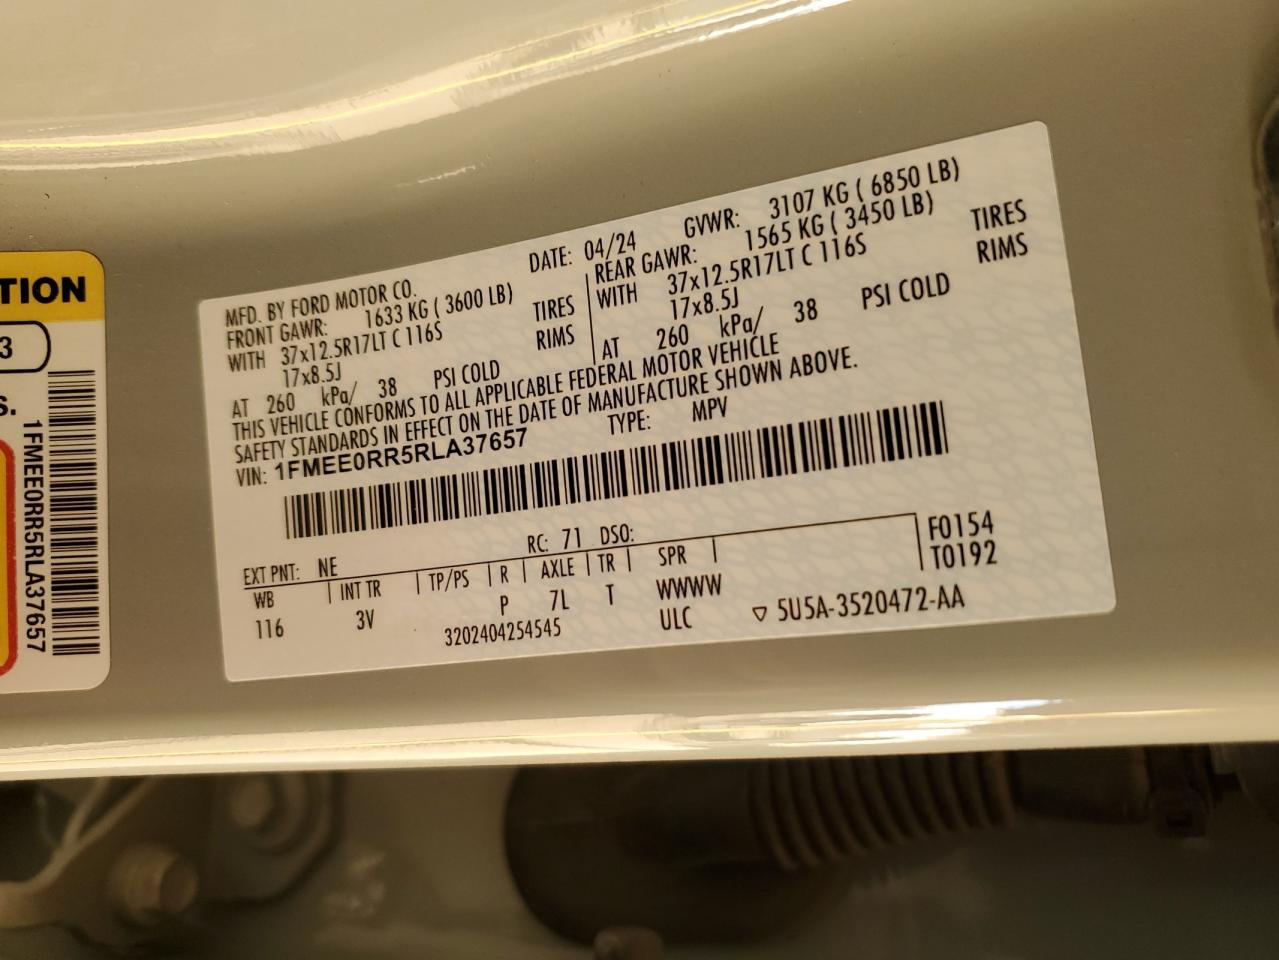 TION
3
S.
1FMEE0RR5RLA37657
MFD. BY FORD MOTOR CO. DATE: 04/24 GVWR: 3107 KG ( 6850 LB)
FRONT GAWR: 1633 KG ( 3600 LB) REAR GAWR: 1565 KG ( 3450 LB)
WITH 37x12.5R17LT C 116S TIRES WITH 37x12.5R17LT C 116S TIRES
17x8.5J RIMS 17x8.5J RIMS
AT 260 kPa/ 38 PSI COLD AT 260 kPa/ 38 PSI COLD
THIS VEHICLE CONFORMS TO ALL APPLICABLE FEDERAL MOTOR VEHICLE
SAFETY STANDARDS IN EFFECT ON THE DATE OF MANUFACTURE SHOWN ABOVE.
VIN: 1FMEE0RR5RLA37657 TYPE: MPV
EXT PNT: NE RC: 71 DSO: F0154
WB INT TR TP/PS R AXLE TR SPR T0192
116 3V P 7L T WWWW
3202404254545 ULC ▽ 5U5A-3520472-AA